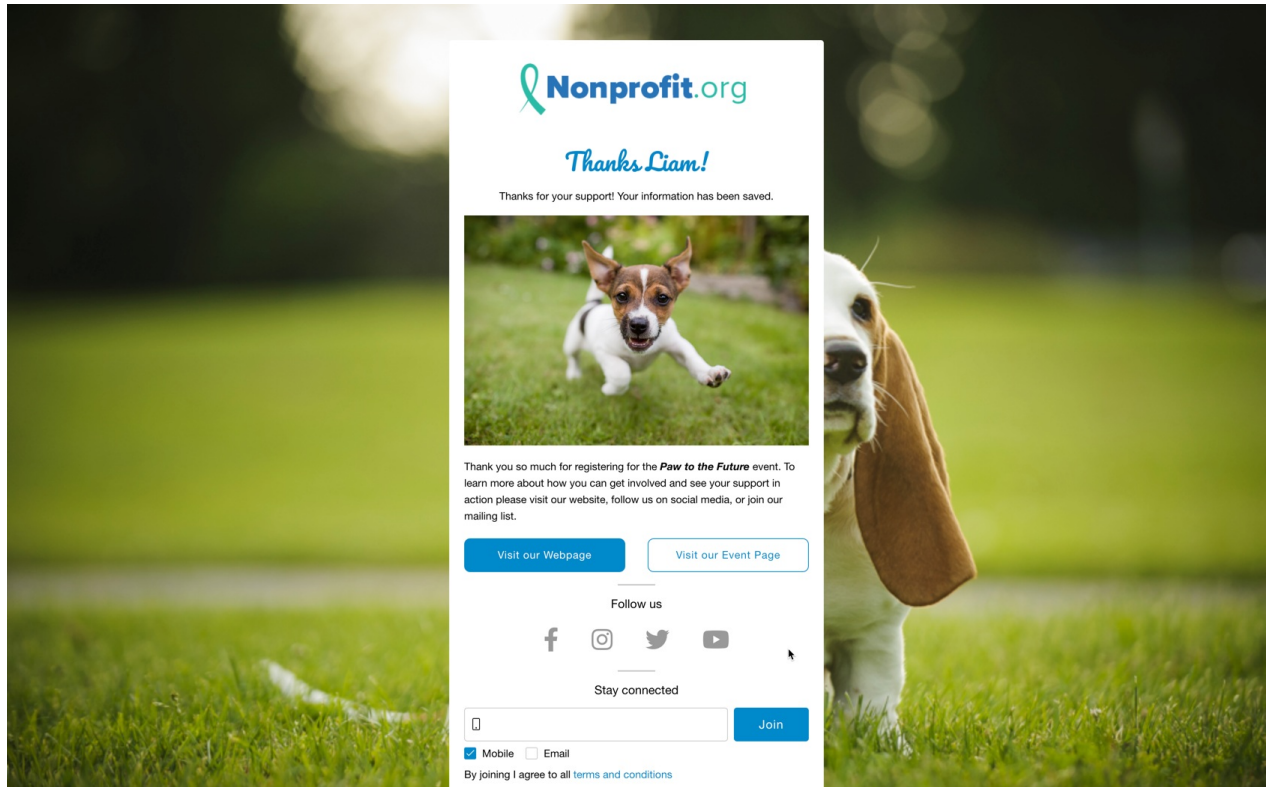 Nonprofit.org
Thanks Liam!
Thanks for your support! Your information has been saved.
Thank you so much for registering for the Paw to the Future event. To
learn more about how you can get involved and see your support in
action please visit our website, follow us on social media, or join our
mailing list.
Visit our Webpage
Visit our Event Page
Follow us
Stay connected
Join
Mobile
Email
By joining I agree to all terms and conditions